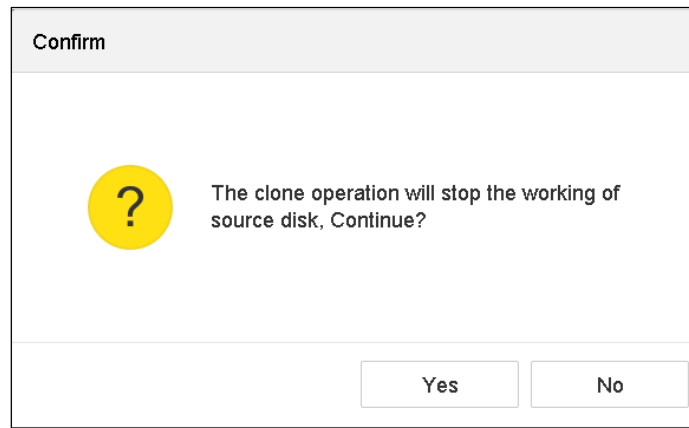 Confirm
?
The clone operation will stop the working of
source disk, Continue?
Yes
No